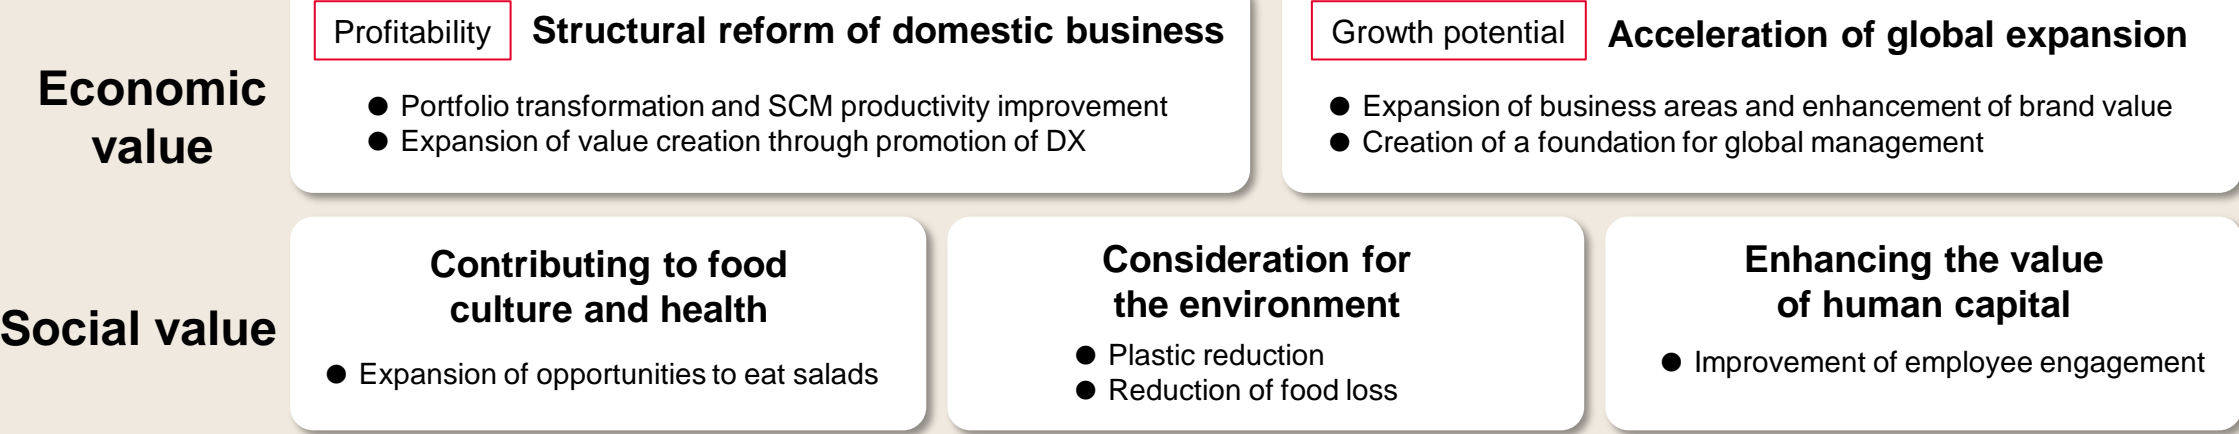 Economic
value
Profitability
Structural reform of domestic business
● Portfolio transformation and SCM productivity improvement
● Expansion of value creation through promotion of DX
Growth potential
Acceleration of global expansion
● Expansion of business areas and enhancement of brand value
● Creation of a foundation for global management
Social value
Contributing to food
culture and health
● Expansion of opportunities to eat salads
Consideration for
the environment
● Plastic reduction
● Reduction of food loss
Enhancing the value
of human capital
● Improvement of employee engagement